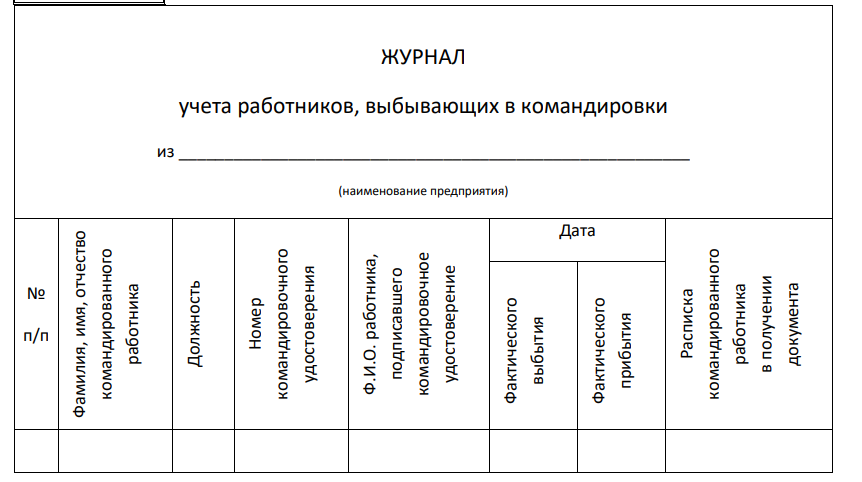 ЖУРНАЛ
учета работников, выбывающих в командировки
из ___________________________________________________________
(наименование предприятия)
№
п/п
Фамилия, имя, отчество
командированного
работника
Должность
Номер
командировочного
удостоверения
Ф.И.О. работника,
подписавшего
командировочное
удостоверение
Дата
Фактического
выбытия
Фактического
прибытия
Расписка
командированного
работника
в получении
документа